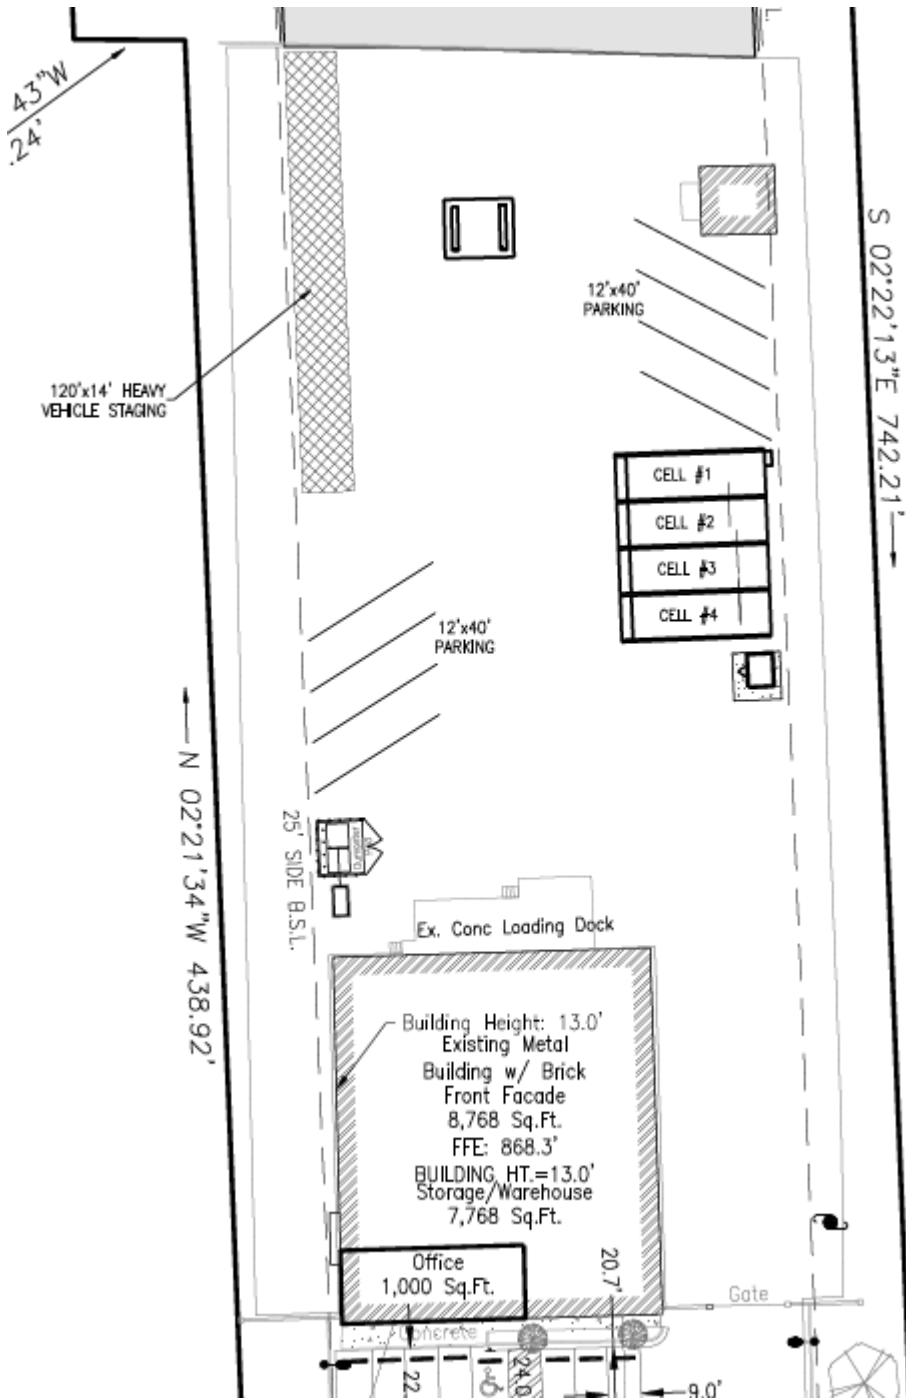 43"W
.24'
L.
S 02°22'13"E 742.21'
12'x40'
PARKING
120'x14' HEAVY
VEHICLE STAGING
CELL #1
CELL #2
CELL #3
CELL #4
12'x40'
PARKING
N 02°21'34"W 438.92'
25' SIDE B.S.L.
Dumpster
Ex. Conc Loading Dock
Building Height: 13.0'
Existing Metal
Building w/ Brick
Front Facade
8,768 Sq.Ft.
FFE: 868.3'
BUILDING HT.=13.0'
Storage/Warehouse
7,768 Sq.Ft.
Office
1,000 Sq.Ft.
20.7'
Gate
Concrete
22.
24.0
9.0'